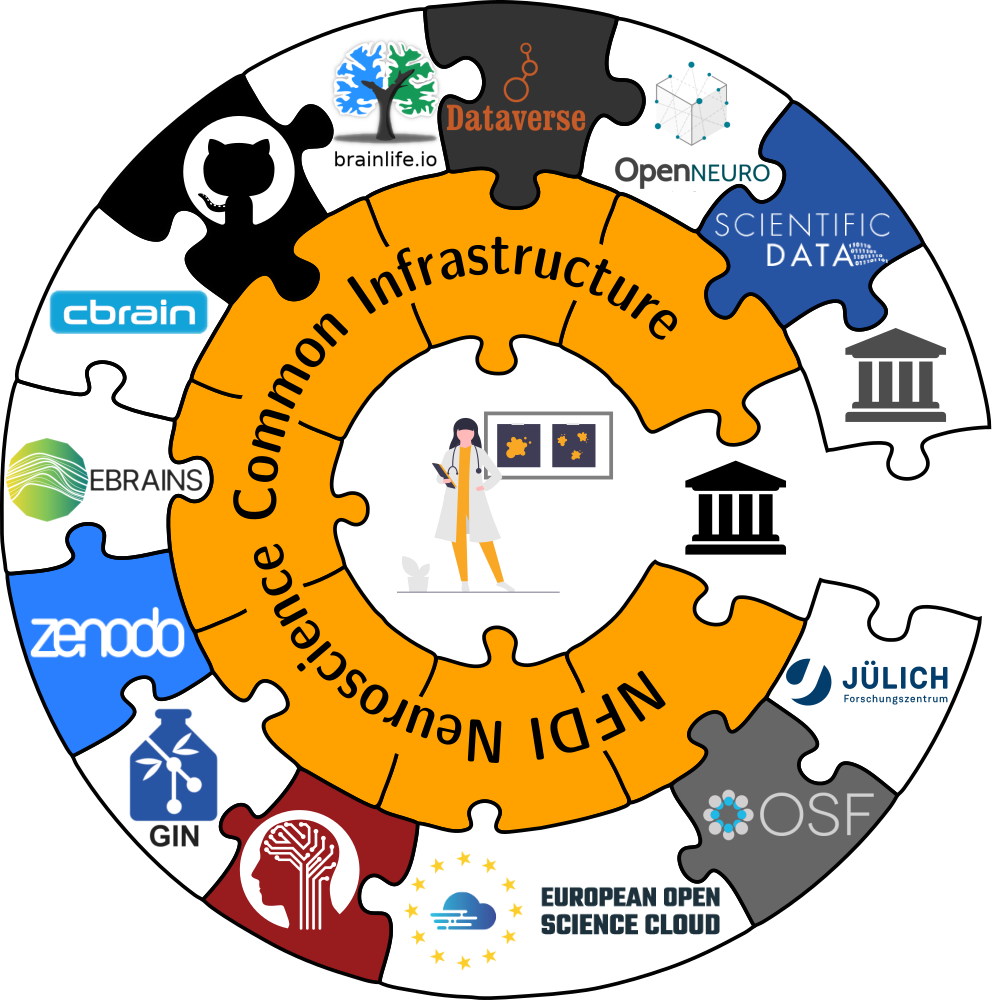 brainlife.io
Dataverse
OpenNEURO
SCIENTIFIC
DATA
cbrain
EBRAINS
zenodo
GIN
EUROPEAN OPEN
SCIENCE CLOUD
OSF
JÜLICH
Forschungszentrum
NFDI Neuroscience Common Infrastructure